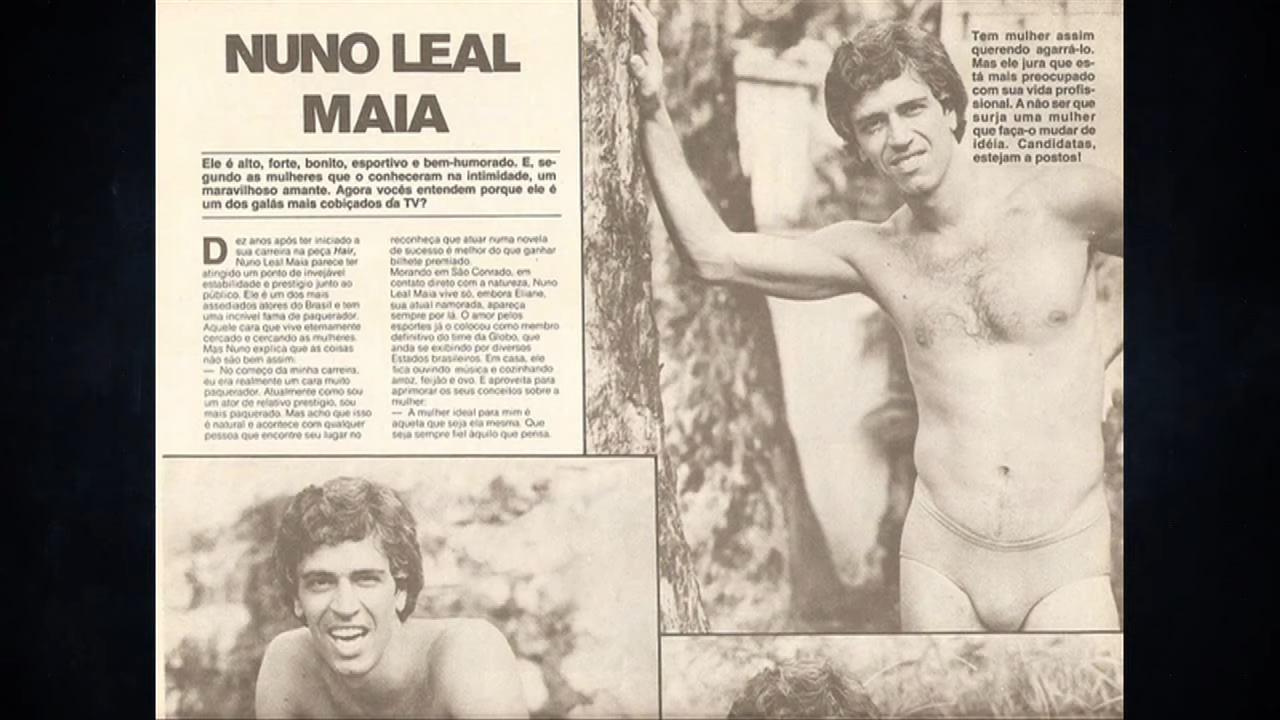 NUNO LEAL
MAIA
Ele é alto, forte, bonito, esportivo e bem-humorado. E, se-
gundo as mulheres que o conheceram na intimidade, um
maravilhoso amante. Agora vocês entendem porque ele é
um dos galãs mais cobiçados da TV?
Dez anos após ter iniciado a
sua carreira na peça Hair,
Nuno Leal Maia parece ter
atingido um ponto de invejável
estabilidade e prestígio junto ao
público. Ele é um dos mais
assediados atores do Brasil e tem
uma incrível fama de paquerador.
Aquele cara que vive eternamente
cercado e cercando as mulheres.
Mas Nuno explica que as coisas
não são bem assim:
— No começo da minha carreira,
eu era realmente um cara muito
paquerador. Atualmente como sou
um ator de relativo prestígio, sou
mais paquerado. Mas acho que isso
é natural e acontece com qualquer
pessoa que encontre seu lugar no
reconheça que atuar numa novela
de sucesso é melhor do que ganhar
bilhete premiado.
Morando em São Conrado, em
contato direto com a natureza, Nuno
Leal Maia vive só, embora Eliane,
sua atual namorada, apareça
sempre por lá. O amor pelos
esportes já o colocou como membro
definitivo do time da Globo, que
anda se exibindo por diversos
Estados brasileiros. Em casa, ele
fica ouvindo música e cozinhando
arroz, feijão e ovo. E aproveita para
aprimorar os seus conceitos sobre a
mulher:
— A mulher ideal para mim é
aquela que seja ela mesma. Que
seja sempre fiel àquilo que pensa.
Tem mulher assim
querendo agarrá-lo.
Mas ele jura que es-
tá mais preocupado
com sua vida profis-
sional. A não ser que
surja uma mulher
que faça-o mudar de
idéia. Candidatas,
estejam a postos!